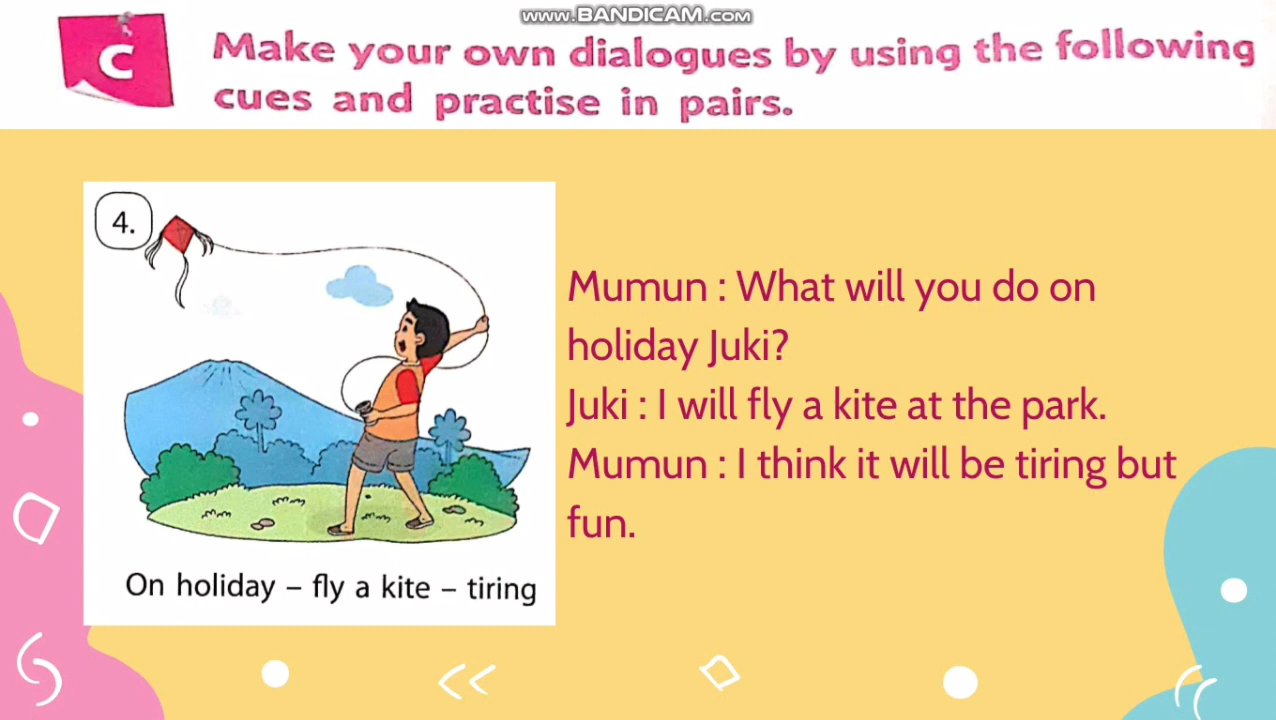 www.BANDICAM.com
C
Make your own dialogues by using the following
cues and practise in pairs.
4.
Mumun : What will you do on
holiday Juki?
Juki : I will fly a kite at the park.
Mumun : I think it will be tiring but
fun.
On holiday – fly a kite – tiring